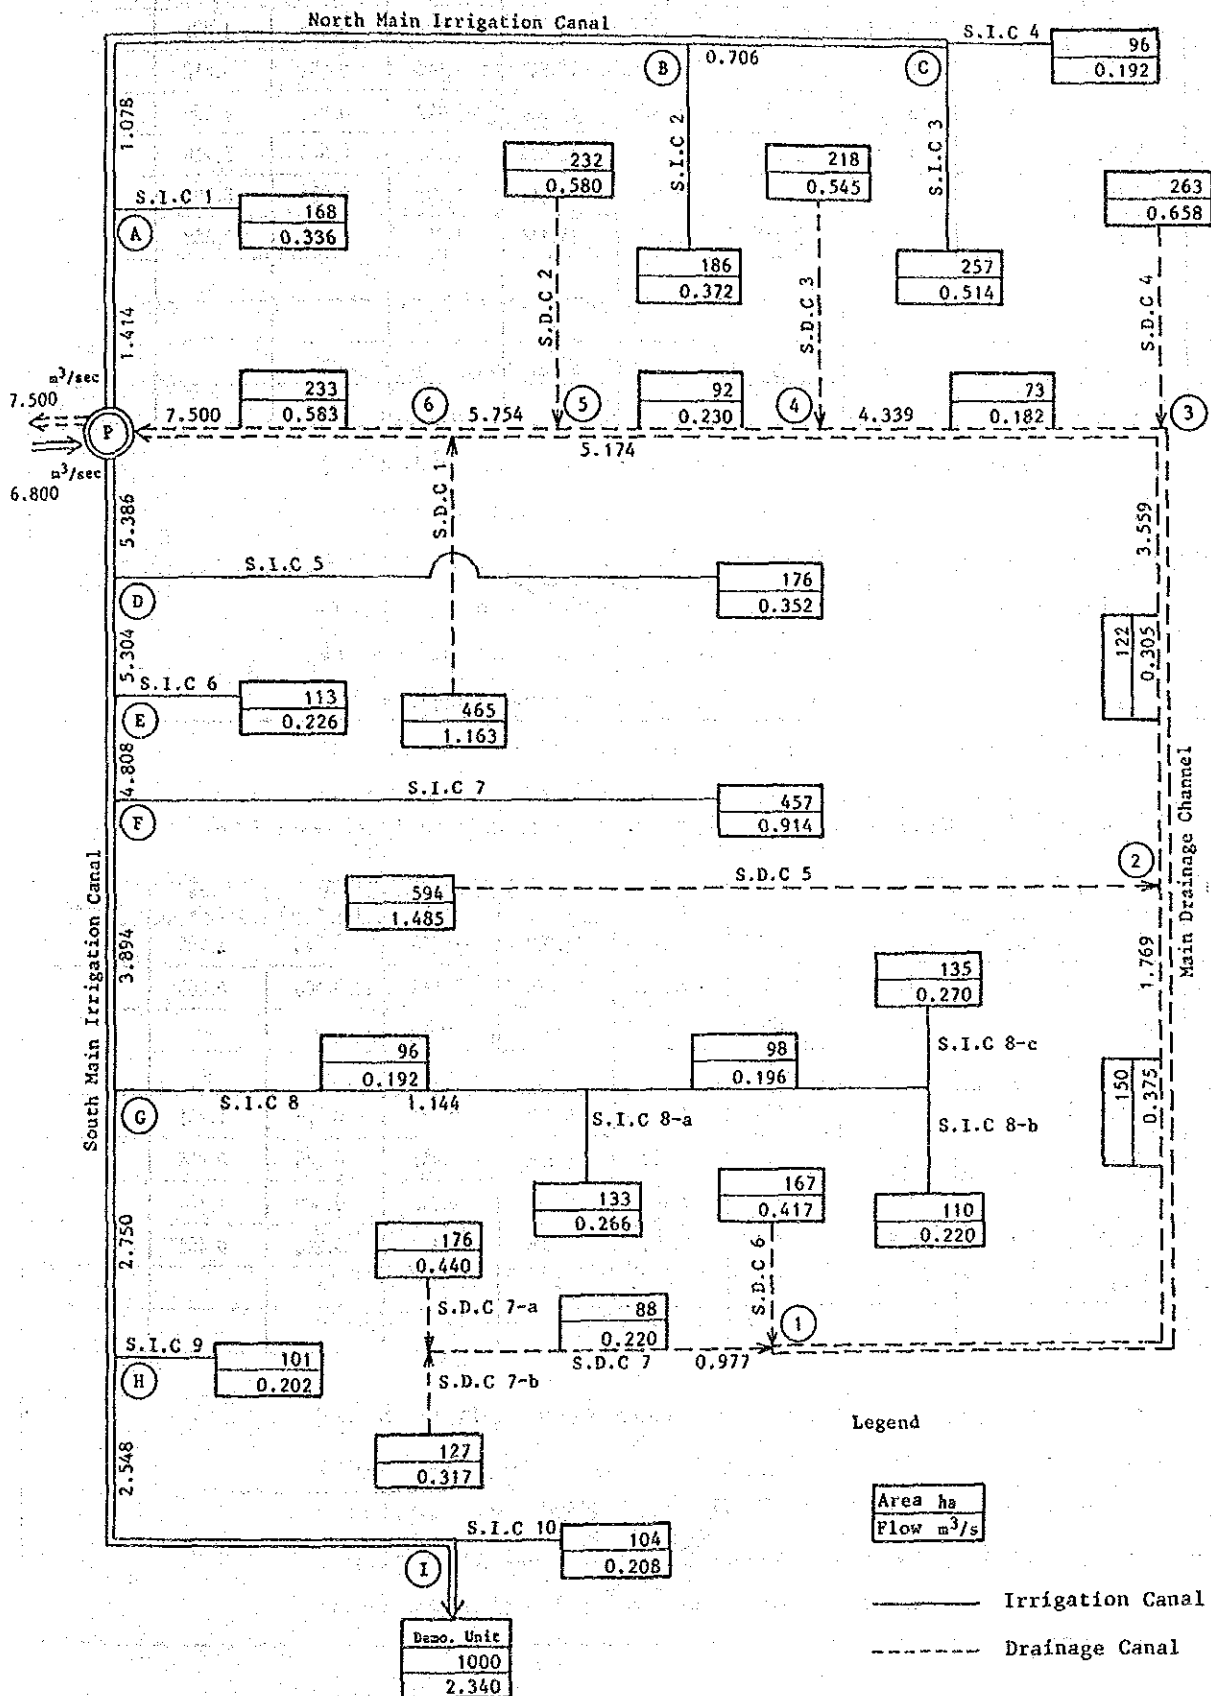 North Main Irrigation Canal
S.I.C 4
96
0.192
B
0.706
C
1.078
S.I.C 2
S.I.C 3
232
0.580
218
0.545
263
0.658
S.I.C 1
168
0.336
A
186
0.372
257
0.514
S.D.C 2
S.D.C 3
S.D.C 4
1.414
m³/sec
7.500
P
m³/sec
6.800
7.500
233
0.583
6
5.754
5
92
0.230
4
4.339
73
0.182
3
5.174
S.D.C 1
5.386
3.559
S.I.C 5
176
0.352
D
5.304
122
0.305
S.I.C 6
113
0.226
E
465
1.163
4.808
S.I.C 7
457
0.914
F
Main Drainage Channel
2
S.D.C 5
594
1.485
South Main Irrigation Canal
3.894
1.769
135
0.270
S.I.C 8-c
96
0.192
98
0.196
G
S.I.C 8
1.144
S.I.C 8-a
S.I.C 8-b
150
0.375
133
0.266
167
0.417
110
0.220
2.750
176
0.440
S.D.C 6
S.D.C 7-a
88
0.220
1
S.I.C 9
101
0.202
H
S.D.C 7
0.977
S.D.C 7-b
127
0.317
2.548
Legend
Area ha
Flow m³/s
S.I.C 10
104
0.208
I
Irrigation Canal
Drainage Canal
Demo. Unit
1000
2.340